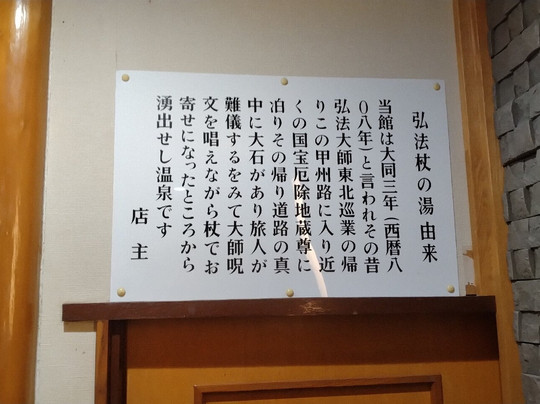 弘法杖の湯 由来
当館は大同三年(西暦八
〇八年)と言われその昔
弘法大師東北巡業の帰
りこの甲州路に入り近
くの国宝厄除地蔵尊に
泊りその帰り道路の真
中に大石があり旅人が
難儀するをみて大師呪
文を唱えながら杖でお
寄せになったところから
湧出せし温泉です
店主